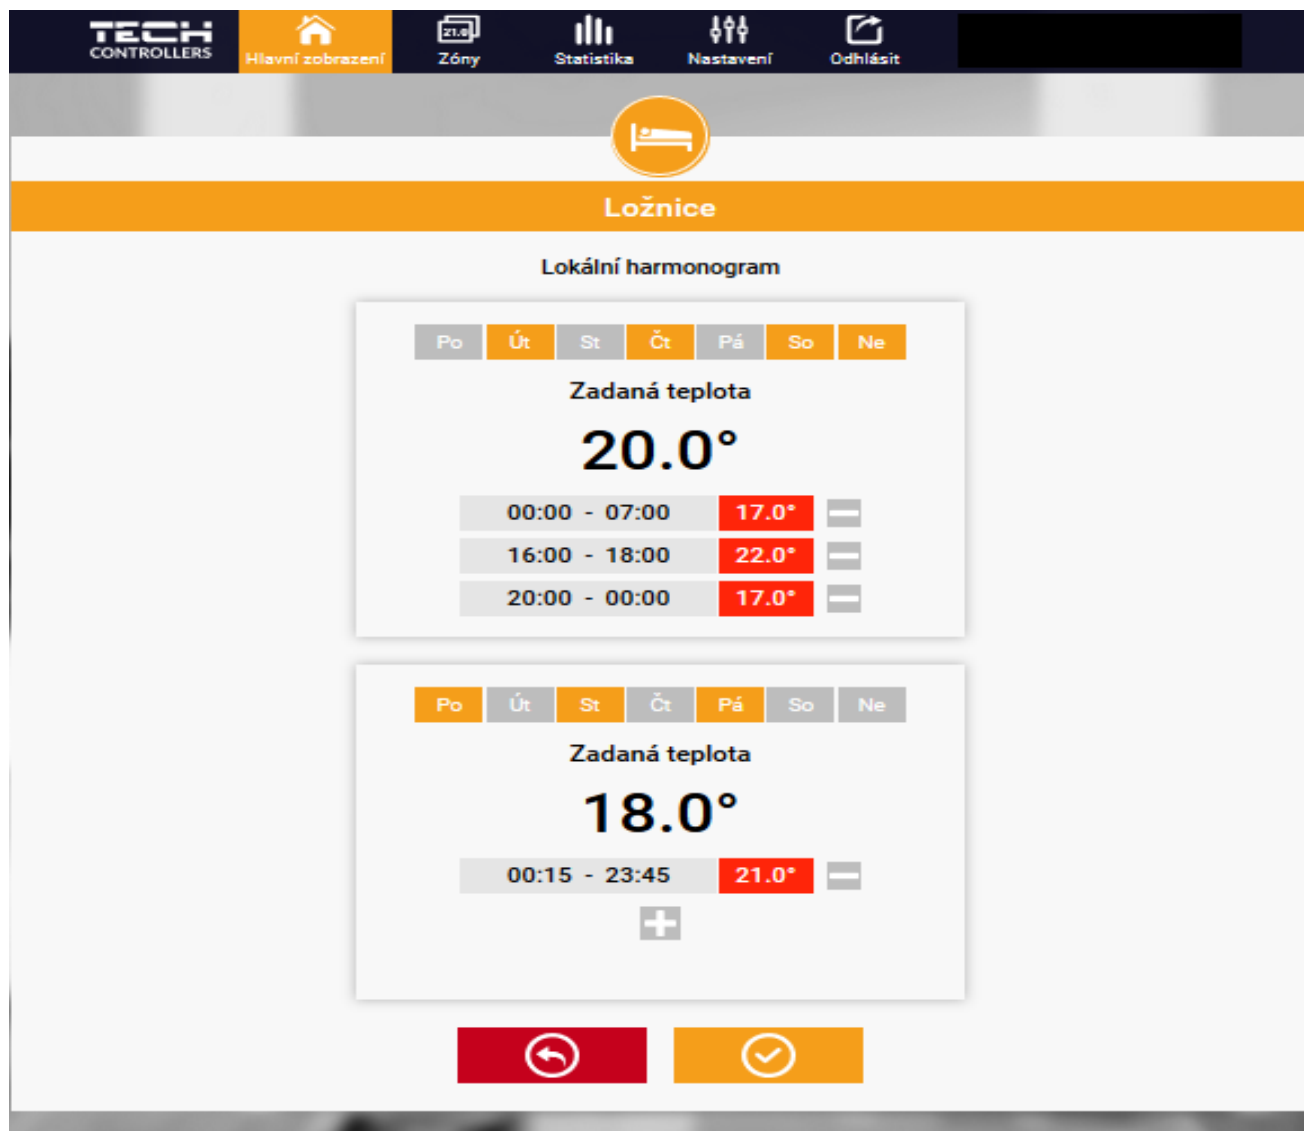 TECH
CONTROLLERS
Hlavní zobrazení
21.0
Zóny
Statistika
Nastavení
Odhlásit
Ložnice
Lokální harmonogram
Po Út St Čt Pá So Ne
Zadaná teplota
20.0°
00:00 - 07:00 17.0°
16:00 - 18:00 22.0°
20:00 - 00:00 17.0°
Po Út St Čt Pá So Ne
Zadaná teplota
18.0°
00:15 - 23:45 21.0°